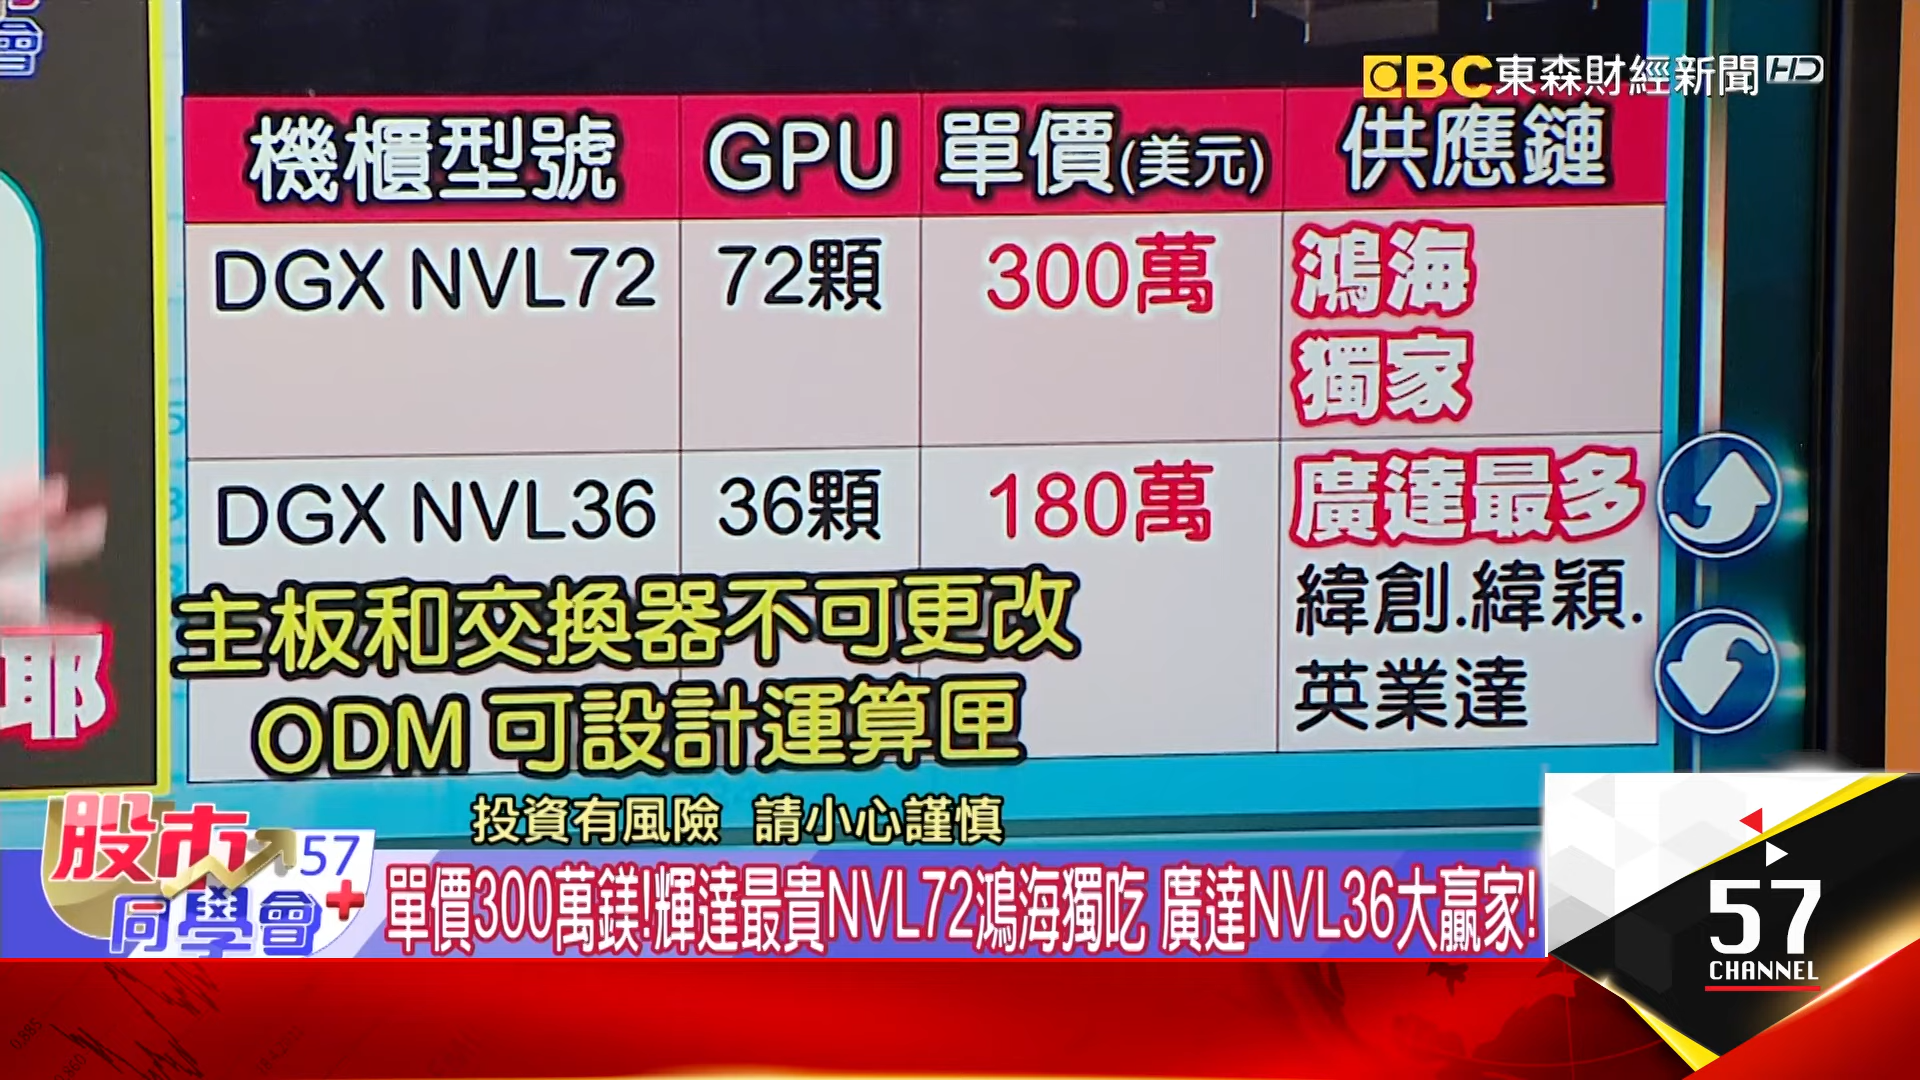 會
EBC東森財經新聞HD
機櫃型號 GPU 單價(美元) 供應鏈
DGX NVL72 72顆 300萬 鴻海
獨家
DGX NVL36 36顆 180萬 廣達最多
緯創.緯穎.
英業達
主板和交換器不可更改
ODM可設計運算匣
耶
投資有風險 請小心謹慎
股市
同學會
57
+
單價300萬鎂!輝達最貴NVL72鴻海獨吃 廣達NVL36大贏家!
57
CHANNEL